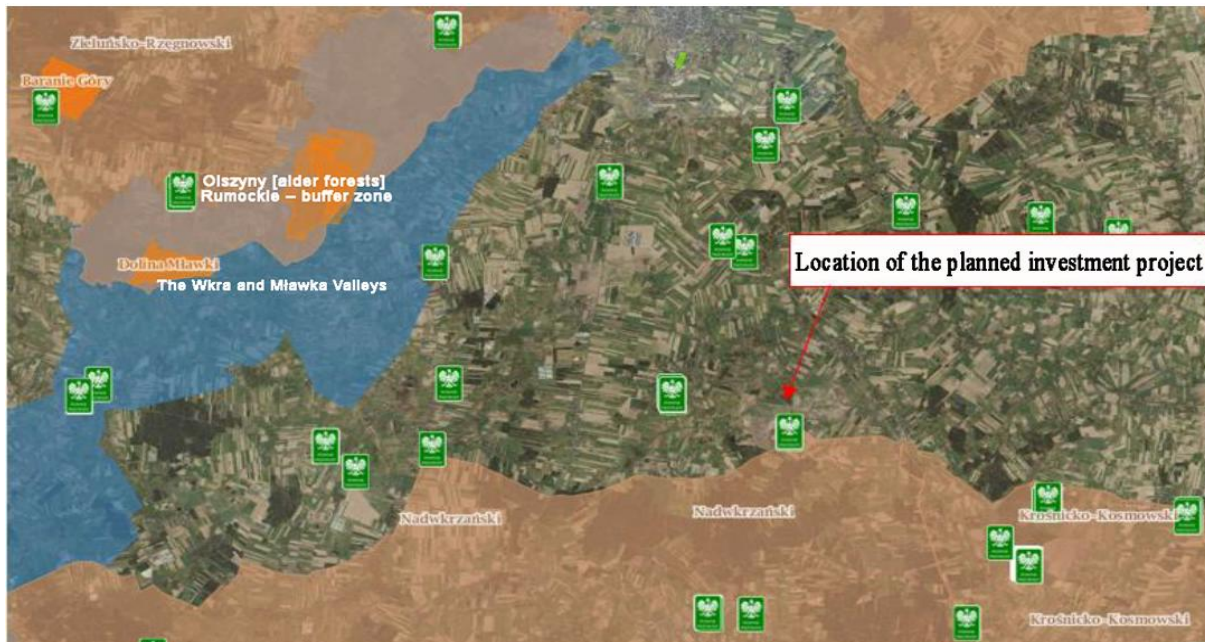 Zieluńsko-Rzęgnowski
Baranie Góry
Olszyny [alder forests]
Rumockie – buffer zone
Location of the planned investment project
Dolina Mławki
The Wkra and Mławka Valleys
Nadwkrzański
Nadwkrzański
Krośnicko-Kosmowski
Krośnicko-Kosmowski